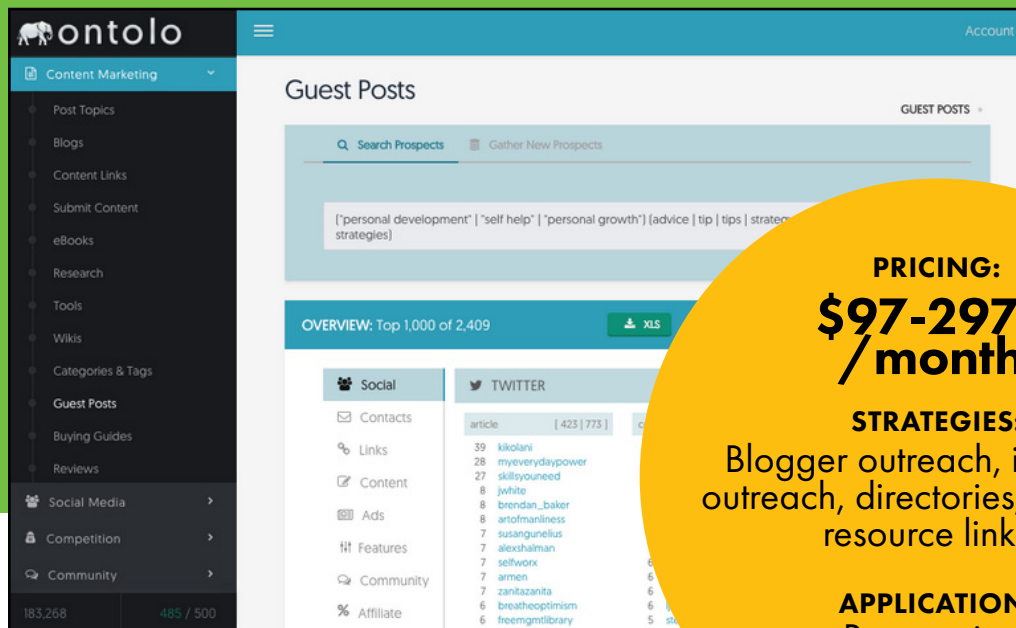 ontolo
Account
Content Marketing
Post Topics
Blogs
Content Links
Submit Content
eBooks
Research
Tools
Wikis
Categories & Tags
Guest Posts
Buying Guides
Reviews
Social Media
Competition
Community
183,268 485 / 500
Guest Posts
GUEST POSTS
Search Prospects Gather New Prospects
("personal development" | "self help" | "personal growth") (advice | tip | tips |
strategies)
OVERVIEW: Top 1,000 of 2,409 XLS
Social
Contacts
Links
Content
Ads
Features
Community
Affiliate
TWITTER
article [ 423 | 773 ]
39 kikolani
28 myeverydaypower
27 skillsyouneed
8 jwhite
8 brendan_baker
8 artofmanliness
7 susangunelius
7 alexshalman
7 selfworx
7 armen
7 zanitazanita
6 breatheoptimism
6 freemgmtlibrary
6
6
6
6
5
PRICING:
$97-297
/month
STRATEGIES:
Blogger outreach,
outreach, directories,
resource link
APPLICATION